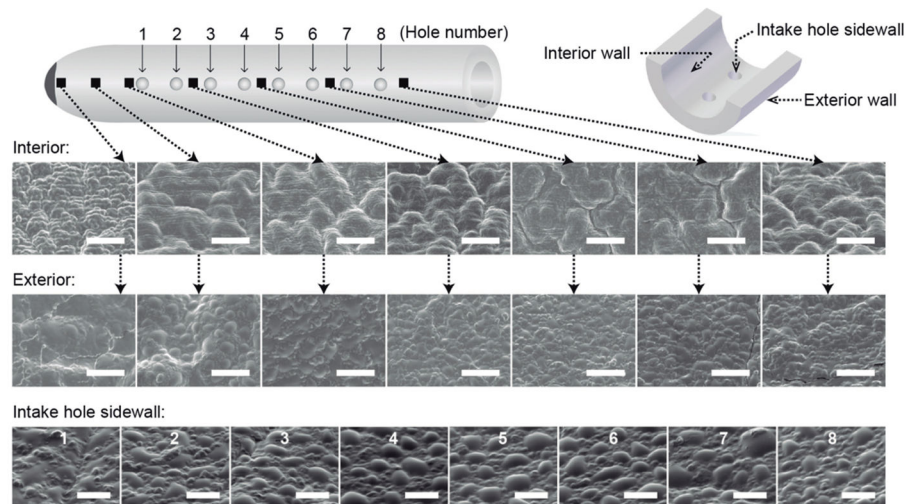 1 2 3 4 5 6 7 8 (Hole number)
Intake hole sidewall
Interior wall
Exterior wall
Interior:
Exterior:
Intake hole sidewall:
1 2 3 4 5 6 7 8